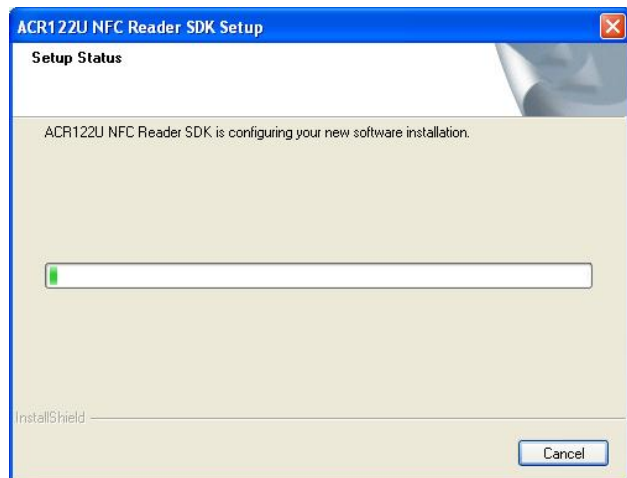 ACR122U NFC Reader SDK Setup
Setup Status
ACR122U NFC Reader SDK is configuring your new software installation.
InstallShield
Cancel